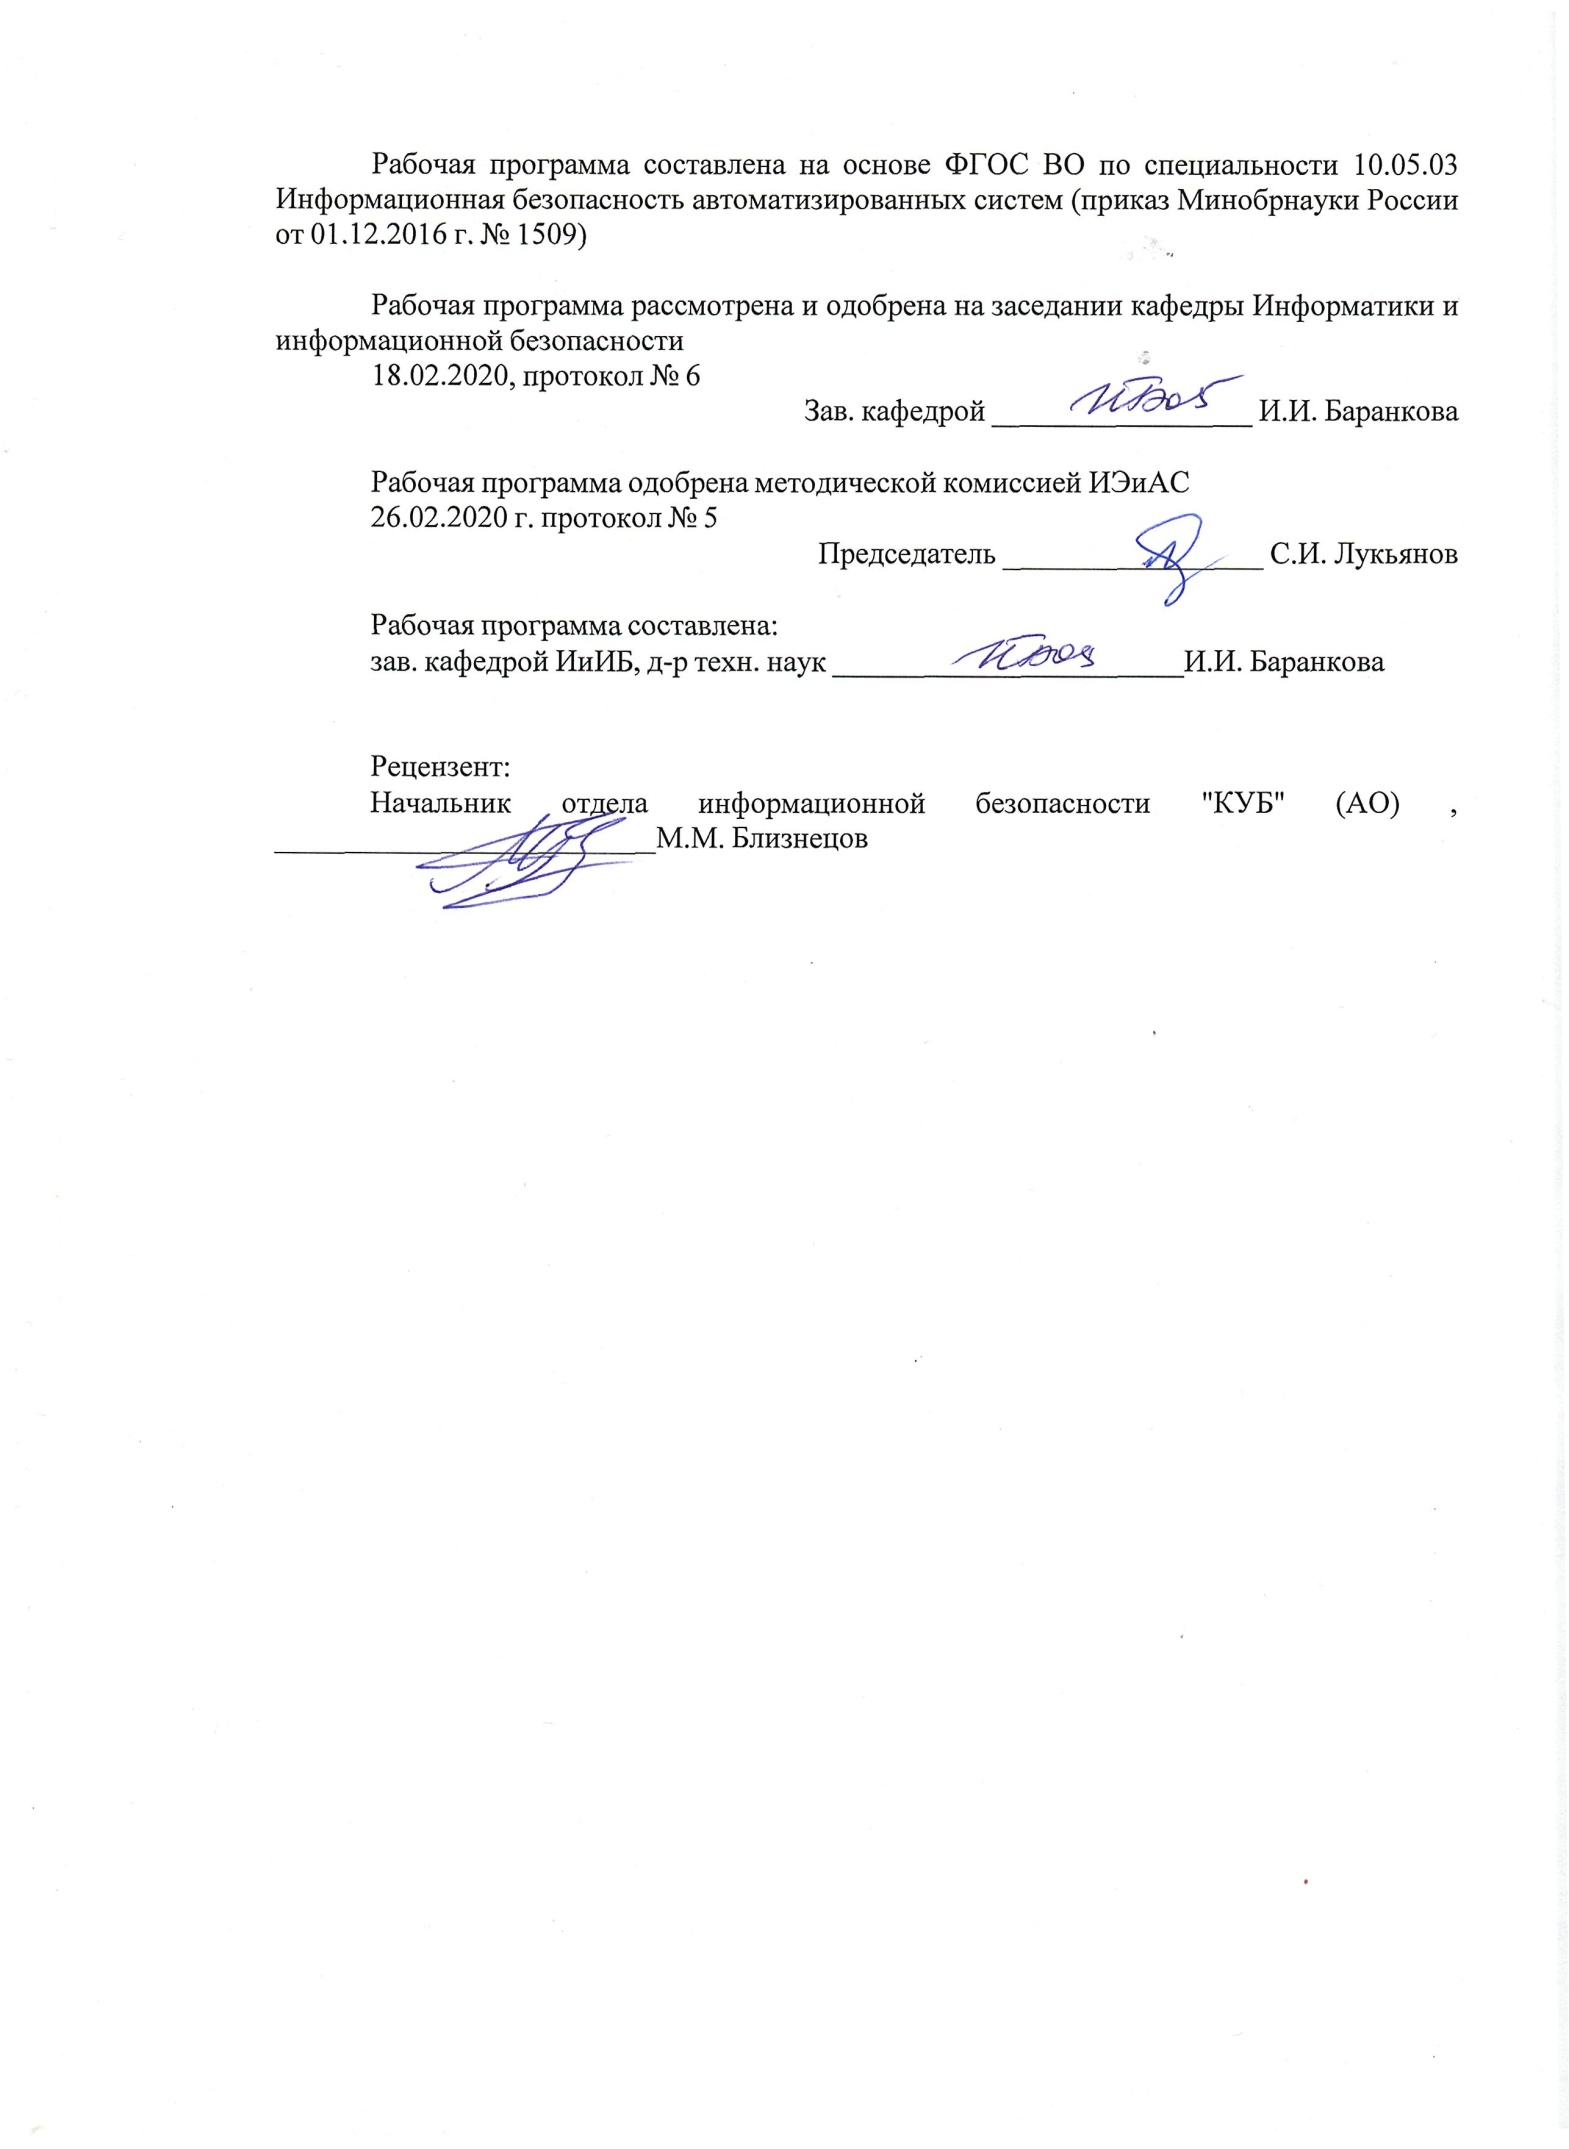 Рабочая программа составлена на основе ФГОС ВО по специальности 10.05.03
Информационная безопасность автоматизированных систем (приказ Минобрнауки России
от 01.12.2016 г. № 1509)
Рабочая программа рассмотрена и одобрена на заседании кафедры Информатики и
информационной безопасности
18.02.2020, протокол № 6
Зав. кафедрой _________________ И.И. Баранкова
Рабочая программа одобрена методической комиссией ИЭиАС
26.02.2020 г. протокол № 5
Председатель _________________ С.И. Лукьянов
Рабочая программа составлена:
зав. кафедрой ИиИБ, д-р техн. наук _______________________И.И. Баранкова
Рецензент:
Начальник отдела информационной безопасности "КУБ" (АО) ,
_________________________М.М. Близнецов